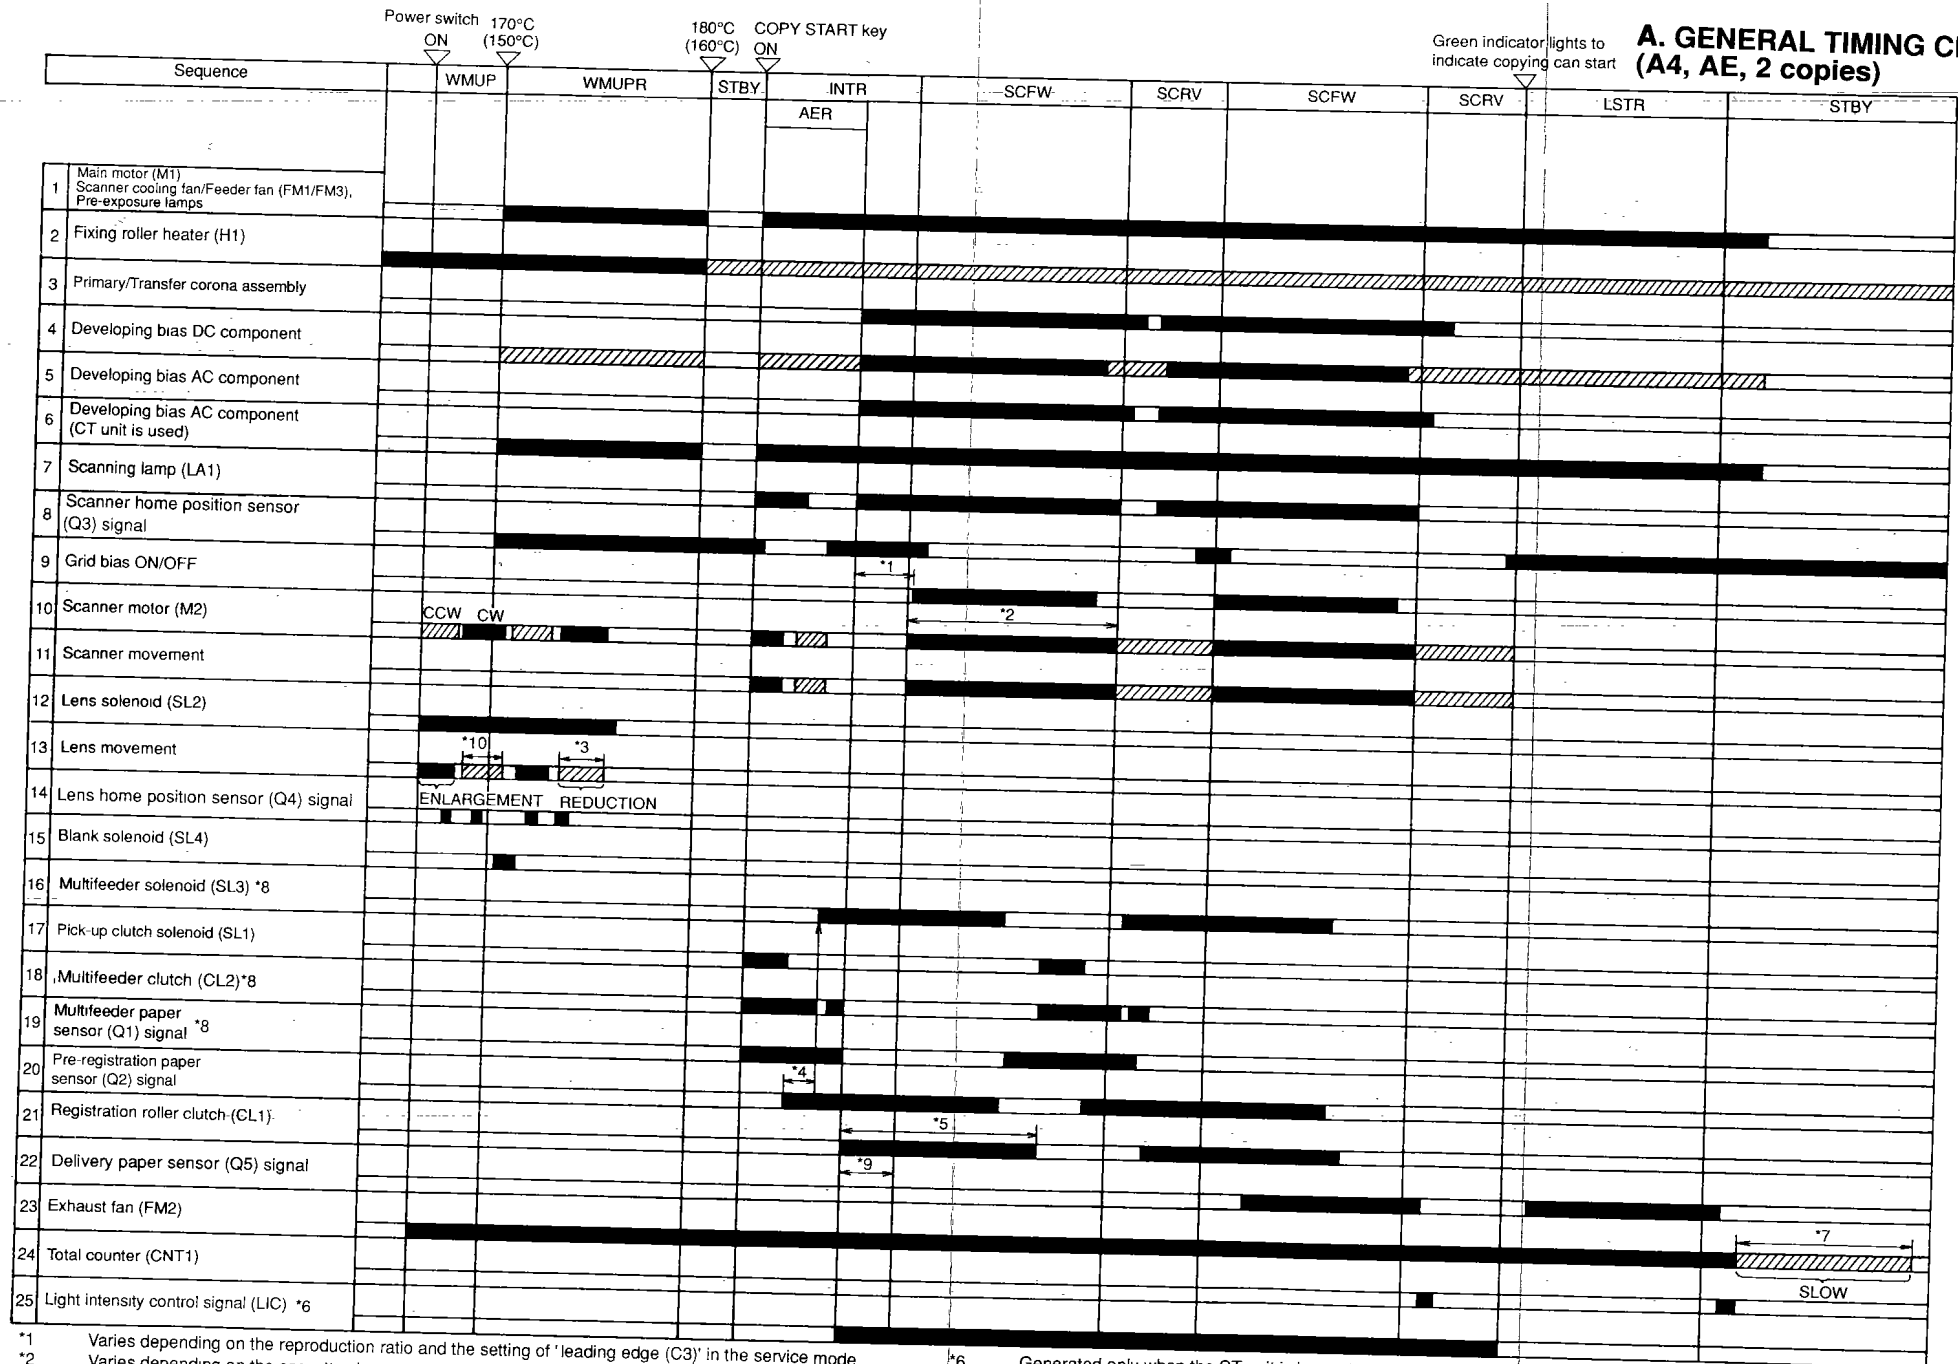 Power switch
ON
170°C
(150°C)
180°C
(160°C)
COPY START key
ON
Green indicator lights to
indicate copying can start
A. GENERAL TIMING
(A4, AE, 2 copies)
Sequence
WMUP
WMUPR
STBY
INTR
SCFW
SCRV
SCFW
SCRV
LSTR
STBY
AER
1 Main motor (M1)
Scanner cooling fan/Feeder fan (FM1/FM3),
Pre-exposure lamps
2 Fixing roller heater (H1)
3 Primary/Transfer corona assembly
4 Developing bias DC component
5 Developing bias AC component
6 Developing bias AC component
(CT unit is used)
7 Scanning lamp (LA1)
8 Scanner home position sensor
(Q3) signal
9 Grid bias ON/OFF
*1
10 Scanner motor (M2)
CCW CW
*2
11 Scanner movement
12 Lens solenoid (SL2)
13 Lens movement
*10 *3
14 Lens home position sensor (Q4) signal
ENLARGEMENT REDUCTION
15 Blank solenoid (SL4)
16 Multifeeder solenoid (SL3) *8
17 Pick-up clutch solenoid (SL1)
18 Multifeeder clutch (CL2)*8
19 Multifeeder paper
sensor (Q1) signal *8
20 Pre-registration paper
sensor (Q2) signal
*4
21 Registration roller clutch (CL1)
*5
22 Delivery paper sensor (Q5) signal
*9
23 Exhaust fan (FM2)
*7
24 Total counter (CNT1)
SLOW
25 Light intensity control signal (LIC) *6
*1 Varies depending on the reproduction ratio and the setting of 'leading edge (C3)' in the service mode
*2 Varies depending on the
*6 Generated only when the CT